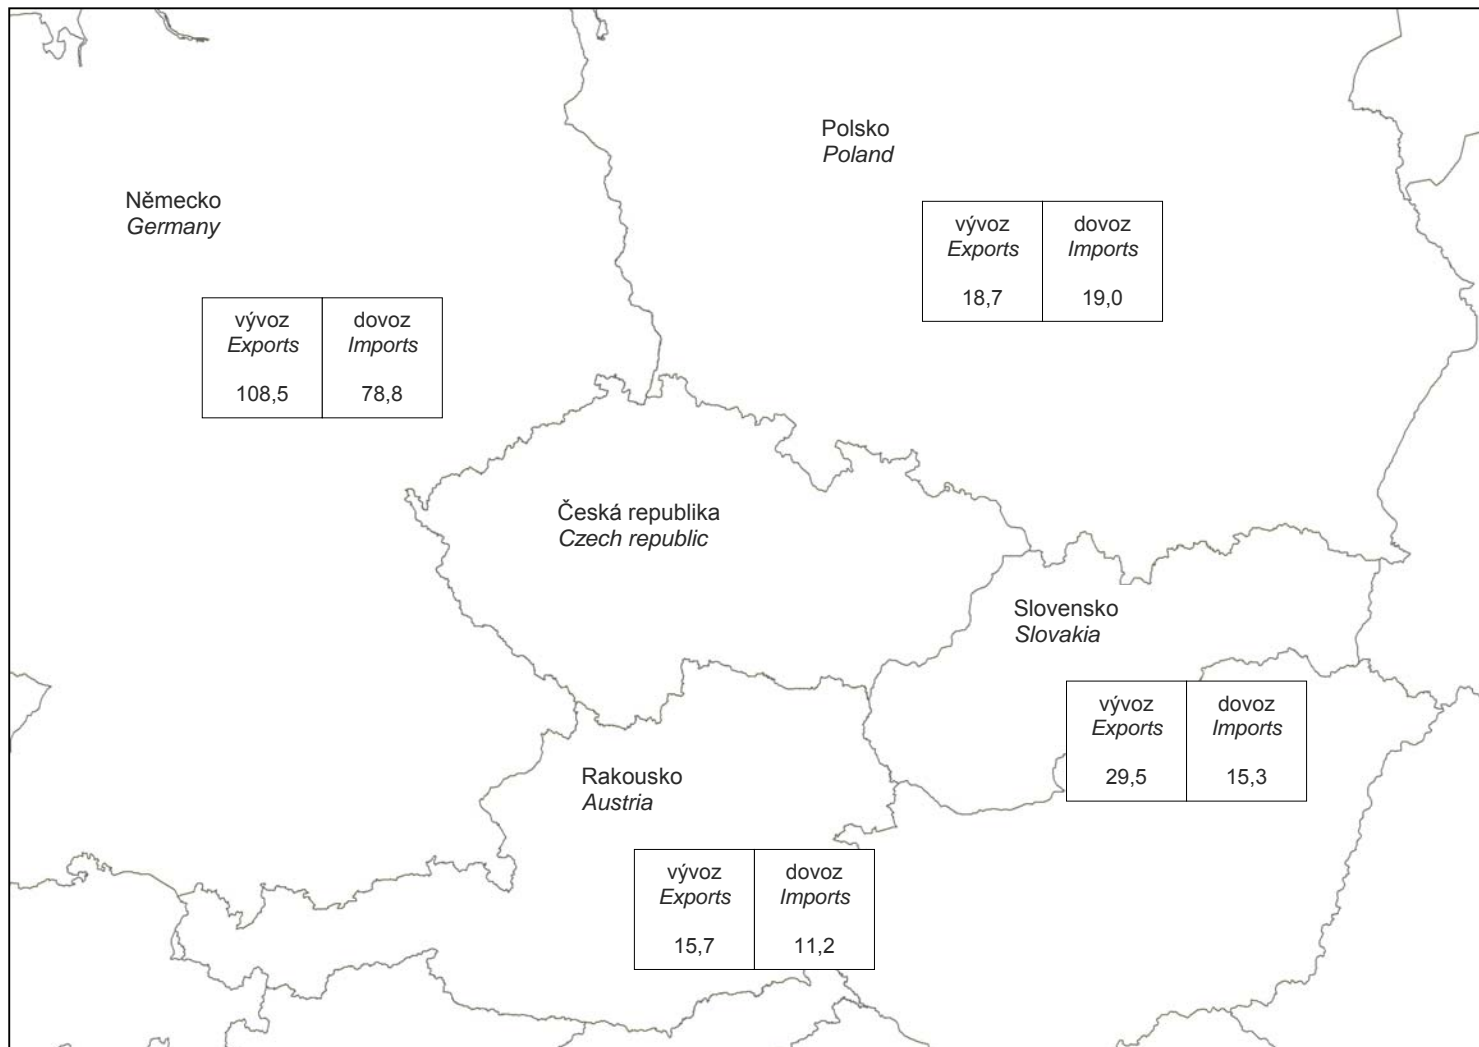 Polsko
Poland
Německo
Germany
vývoz
Exports
18,7
dovoz
Imports
19,0
vývoz
Exports
108,5
dovoz
Imports
78,8
Česká republika
Czech republic
Slovensko
Slovakia
vývoz
Exports
29,5
dovoz
Imports
15,3
Rakousko
Austria
vývoz
Exports
15,7
dovoz
Imports
11,2